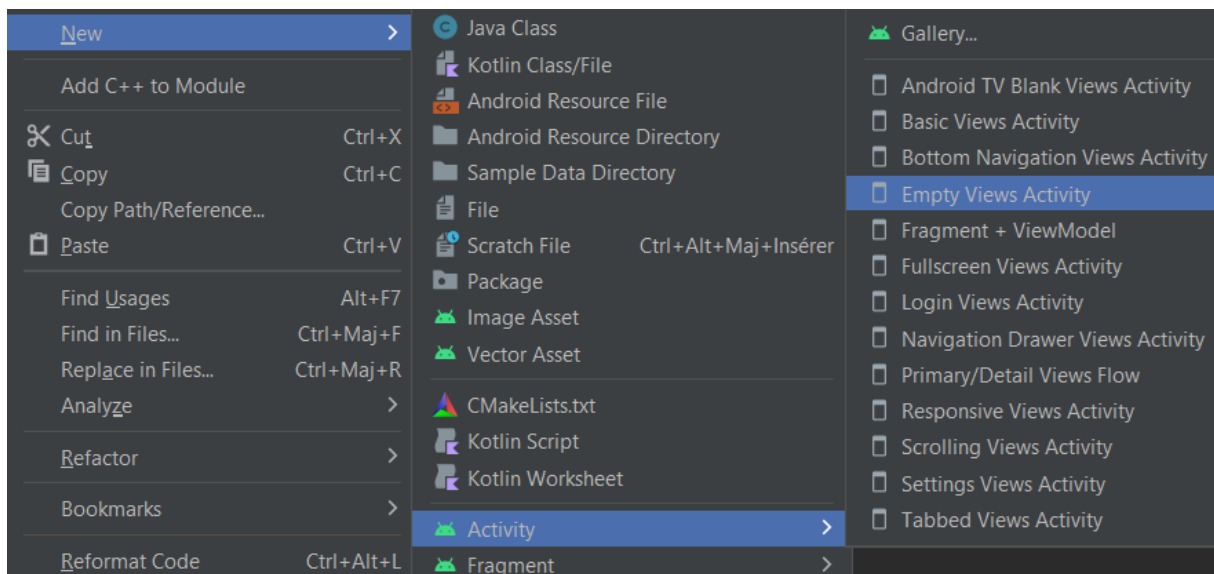 New
Add C++ to Module
Cut Ctrl+X
Copy Ctrl+C
Copy Path/Reference...
Paste Ctrl+V
Find Usages Alt+F7
Find in Files... Ctrl+Maj+F
Replace in Files... Ctrl+Maj+R
Analyze
Refactor
Bookmarks
Reformat Code Ctrl+Alt+L
Java Class
Kotlin Class/File
Android Resource File
Android Resource Directory
Sample Data Directory
File
Scratch File Ctrl+Alt+Maj+Insérer
Package
Image Asset
Vector Asset
CMakeLists.txt
Kotlin Script
Kotlin Worksheet
Activity
Fragment
Gallery...
Android TV Blank Views Activity
Basic Views Activity
Bottom Navigation Views Activity
Empty Views Activity
Fragment + ViewModel
Fullscreen Views Activity
Login Views Activity
Navigation Drawer Views Activity
Primary/Detail Views Flow
Responsive Views Activity
Scrolling Views Activity
Settings Views Activity
Tabbed Views Activity